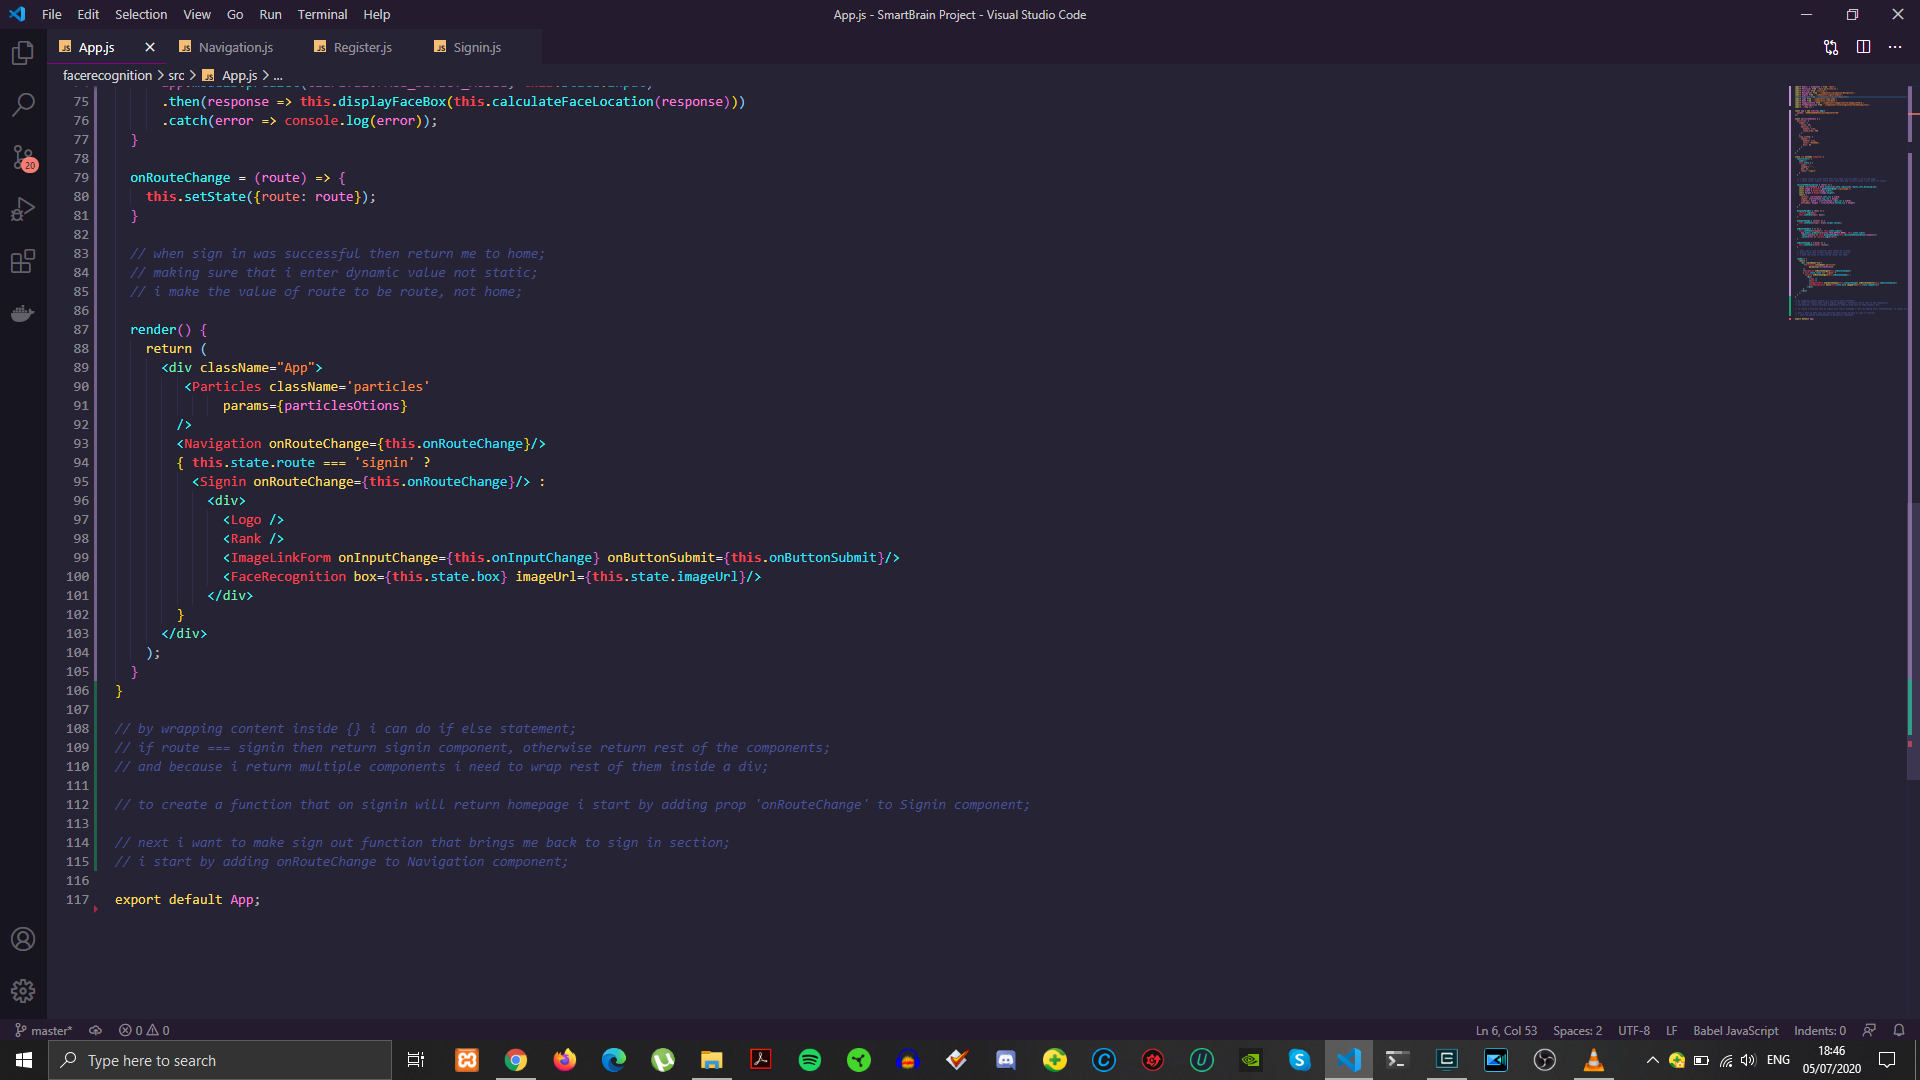 File Edit Selection View Go Run Terminal Help
App.js - SmartBrain Project - Visual Studio Code
JS App.js
JS Navigation.js
JS Register.js
JS Signin.js
facerecognition > src > JS App.js > ...
75 .then(response => this.displayFaceBox(this.calculateFaceLocation(response)))
76 .catch(error => console.log(error));
77 }
78
79 onRouteChange = (route) => {
80 this.setState({route: route});
81 }
82
83 // when sign in was successful then return me to home;
84 // making sure that i enter dynamic value not static;
85 // i make the value of route to be route, not home;
86
87 render() {
88 return (
89 <div className="App">
90 <Particles className='particles'
91 params={particlesOtions}
92 />
93 <Navigation onRouteChange={this.onRouteChange}/>
94 { this.state.route === 'signin' ?
95 <Signin onRouteChange={this.onRouteChange}/> :
96 <div>
97 <Logo />
98 <Rank />
99 <ImageLinkForm onInputChange={this.onInputChange} onButtonSubmit={this.onButtonSubmit}/>
100 <FaceRecognition box={this.state.box} imageUrl={this.state.imageUrl}/>
101 </div>
102 }
103 </div>
104 );
105 }
106 }
107
108 // by wrapping content inside {} i can do if else statement;
109 // if route === signin then return signin component, otherwise return rest of the components;
110 // and because i return multiple components i need to wrap rest of them inside a div;
111
112 // to create a function that on signin will return homepage i start by adding prop 'onRouteChange' to Signin component;
113
114 // next i want to make sign out function that brings me back to sign in section;
115 // i start by adding onRouteChange to Navigation component;
116
117 export default App;
20
master* 0 0
Ln 6, Col 53 Spaces: 2 UTF-8 LF Babel JavaScript Indents: 0
Type here to search
ENG
18:46
05/07/2020